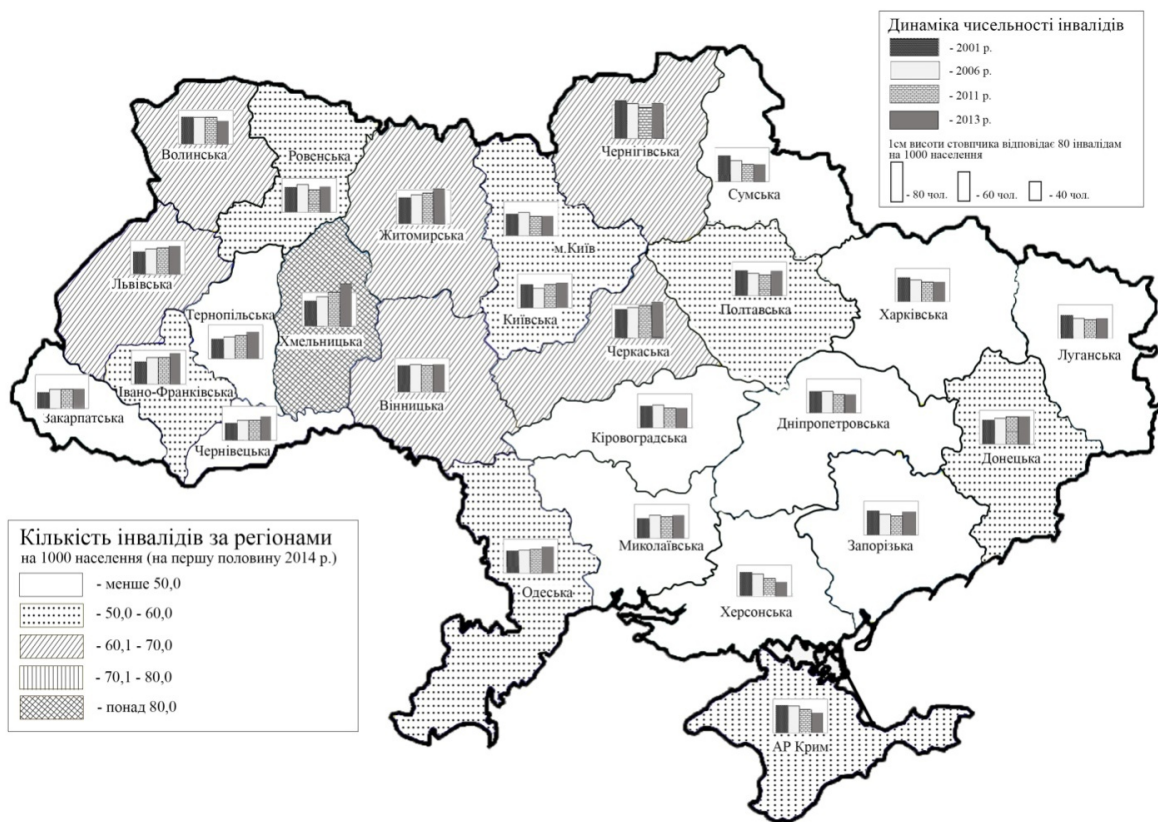 Динаміка чисельності інвалідів
- 2001 р.
- 2006 р.
- 2011 р.
- 2013 р.
1см висоти стовпчика відповідає 80 інвалідам
на 1000 населення
- 80 чол.
- 60 чол.
- 40 чол.
Волинська
Ровенська
Чернігівська
Сумська
Житомирська
м.Київ
Львівська
Тернопільська
Хмельницька
Київська
Полтавська
Харківська
Черкаська
Луганська
Івано-Франківська
Закарпатська
Вінницька
Чернівецька
Кіровоградська
Дніпропетровська
Донецька
Миколаївська
Запорізька
Одеська
Херсонська
АР Крим
Кількість інвалідів за регіонами
на 1000 населення (на першу половину 2014 р.)
- менше 50,0
- 50,0 - 60,0
- 60,1 - 70,0
- 70,1 - 80,0
- понад 80,0